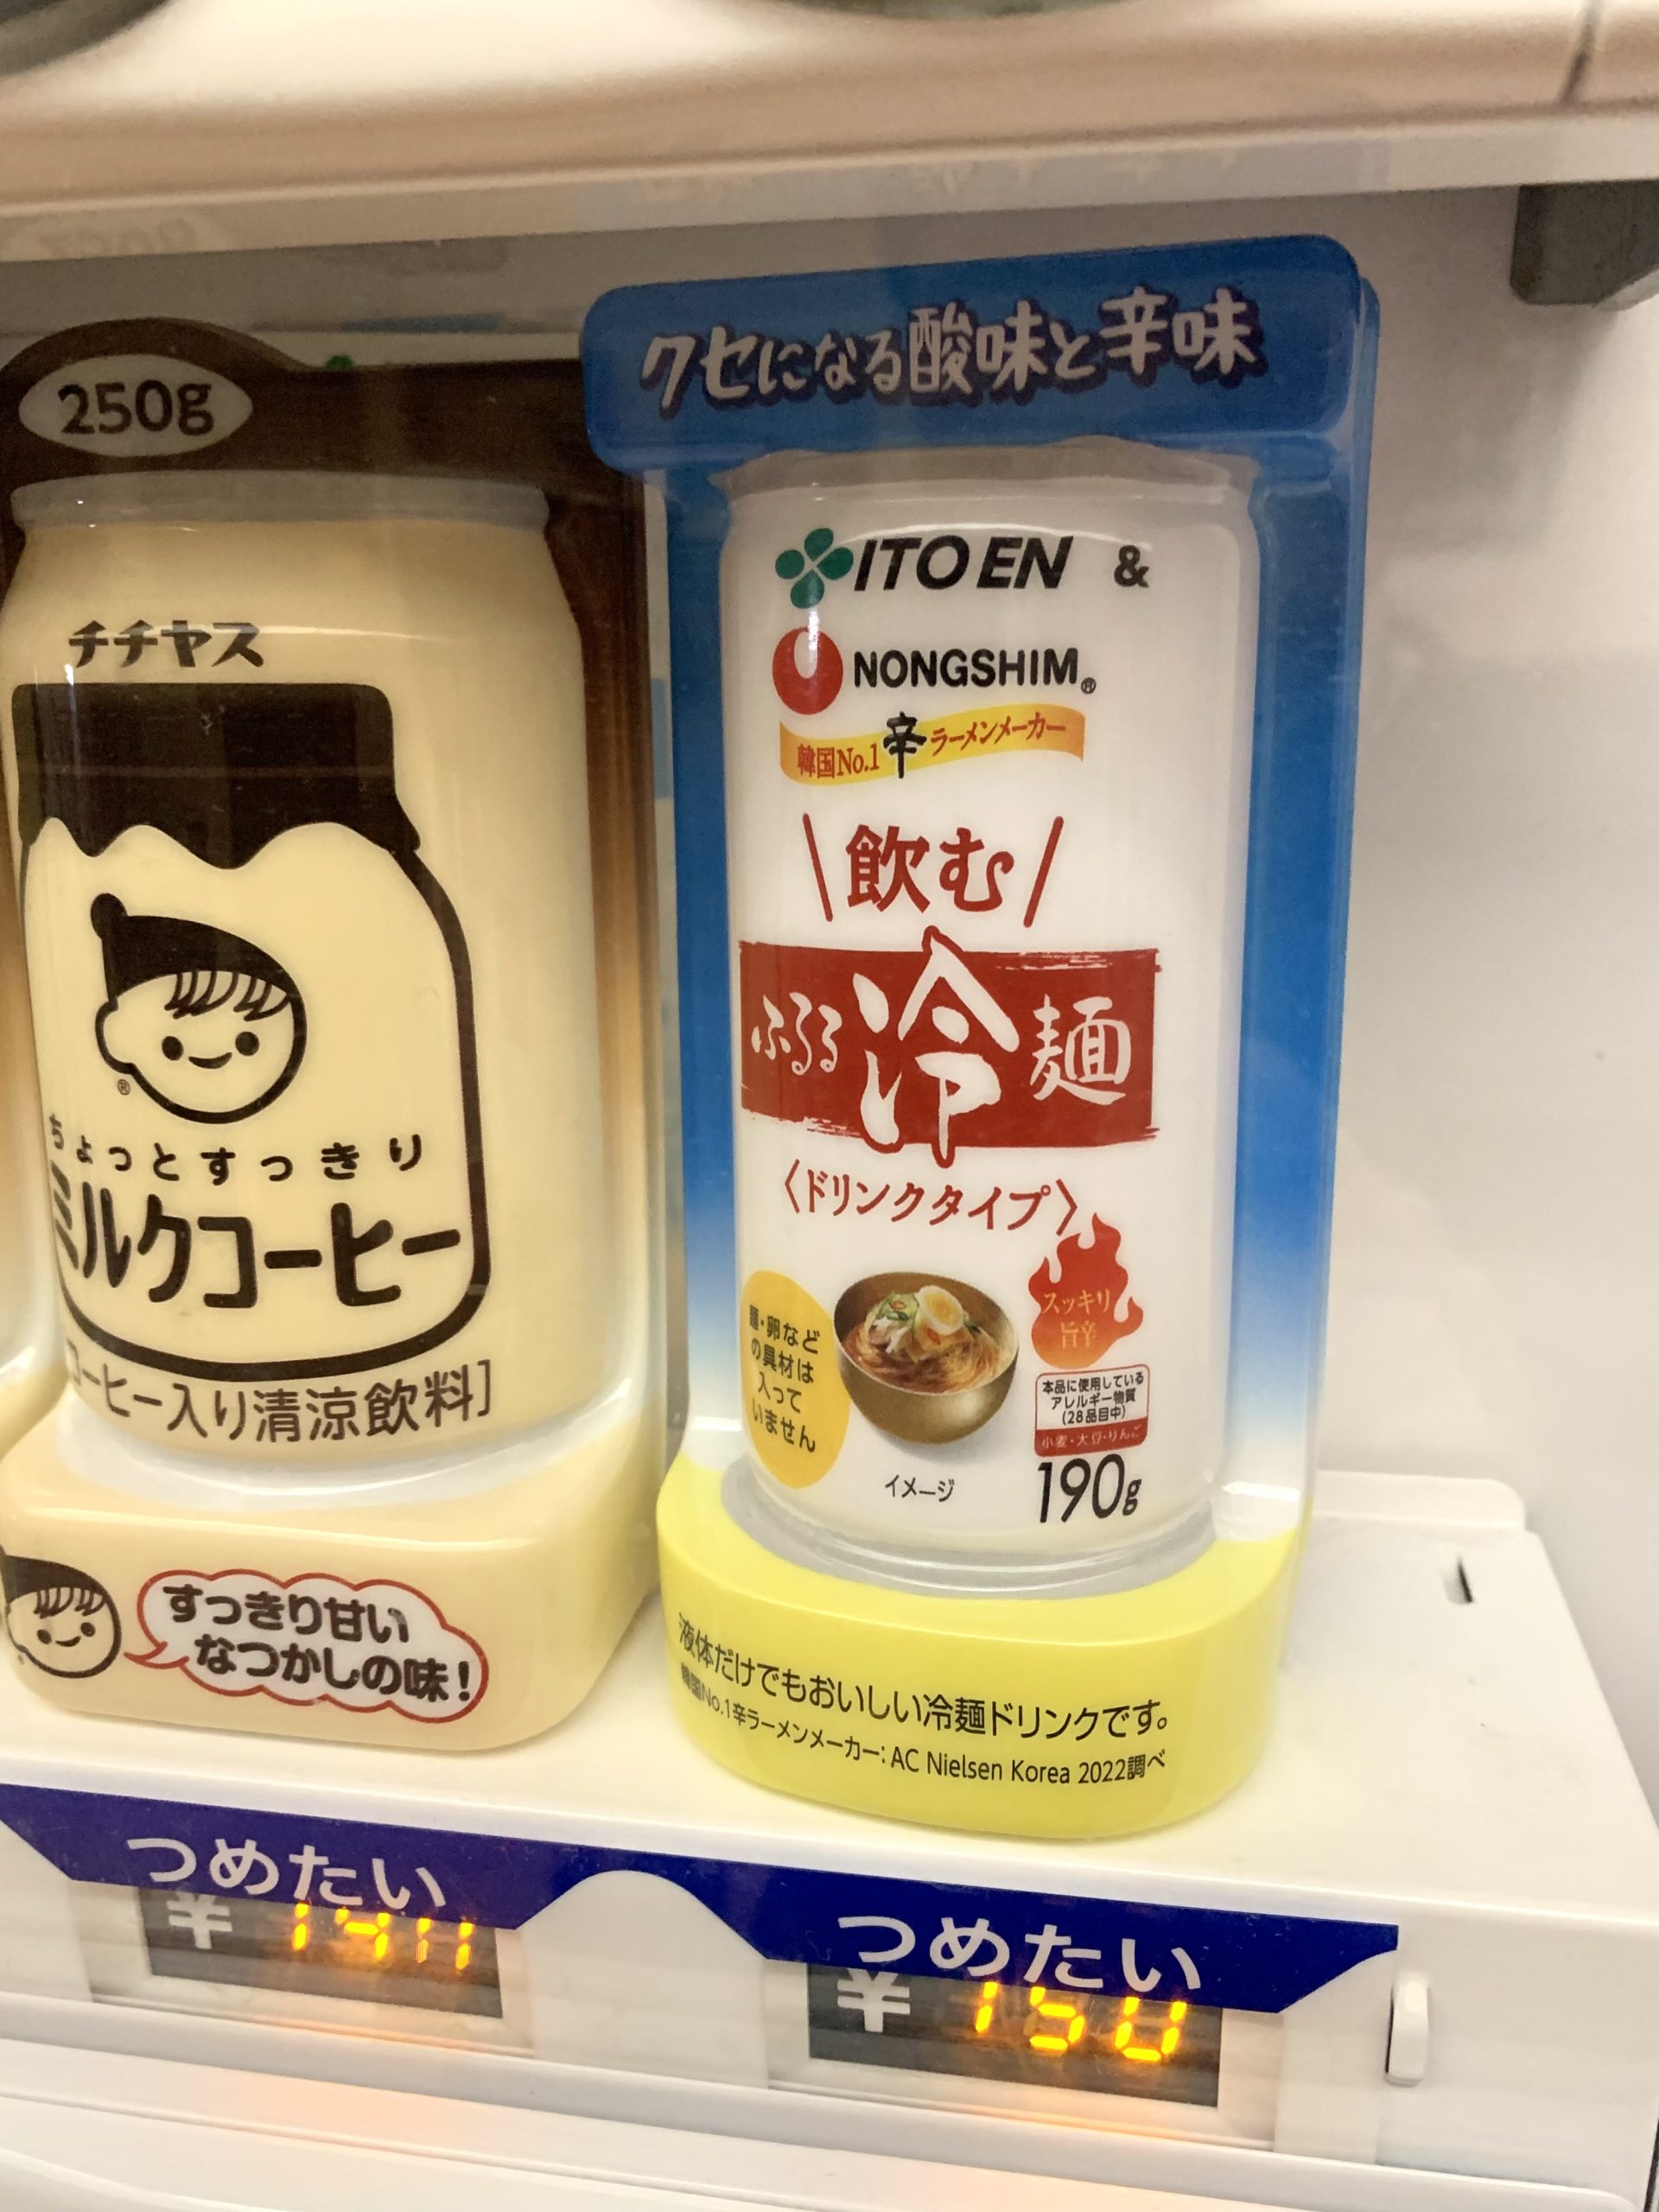 250g
チチヤス
®
ちょっとすっきり
ミルクコーヒー
コーヒー入り清涼飲料]
すっきり甘い
なつかしの味!
つめたい
¥ 140
クセになる酸味と辛味
ITO EN &
NONGSHIM®
韓国No.1辛ラーメンメーカー
\飲む/
ふるる冷麺
〈ドリンクタイプ〉
麺・卵など
の具材は
入って
いません
スッキリ
旨辛
本品に使用している
アレルギー物質
(28品目中)
小麦・大豆・りんご
イメージ
190g
液体だけでもおいしい冷麺ドリンクです。
韓国No.1辛ラーメンメーカー:AC Nielsen Korea 2022調べ
つめたい
¥ 150